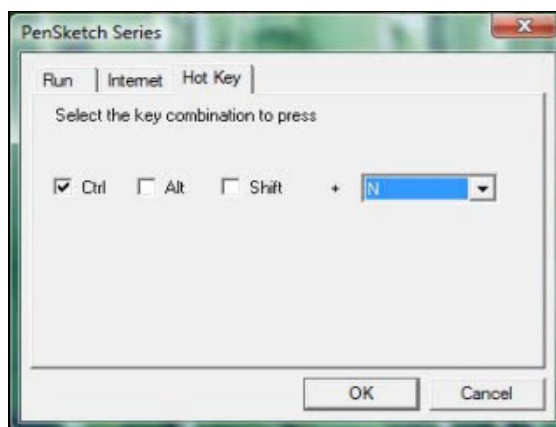 PenSketch Series
Run Internet Hot Key
Select the key combination to press
Ctrl Alt Shift + N
OK Cancel